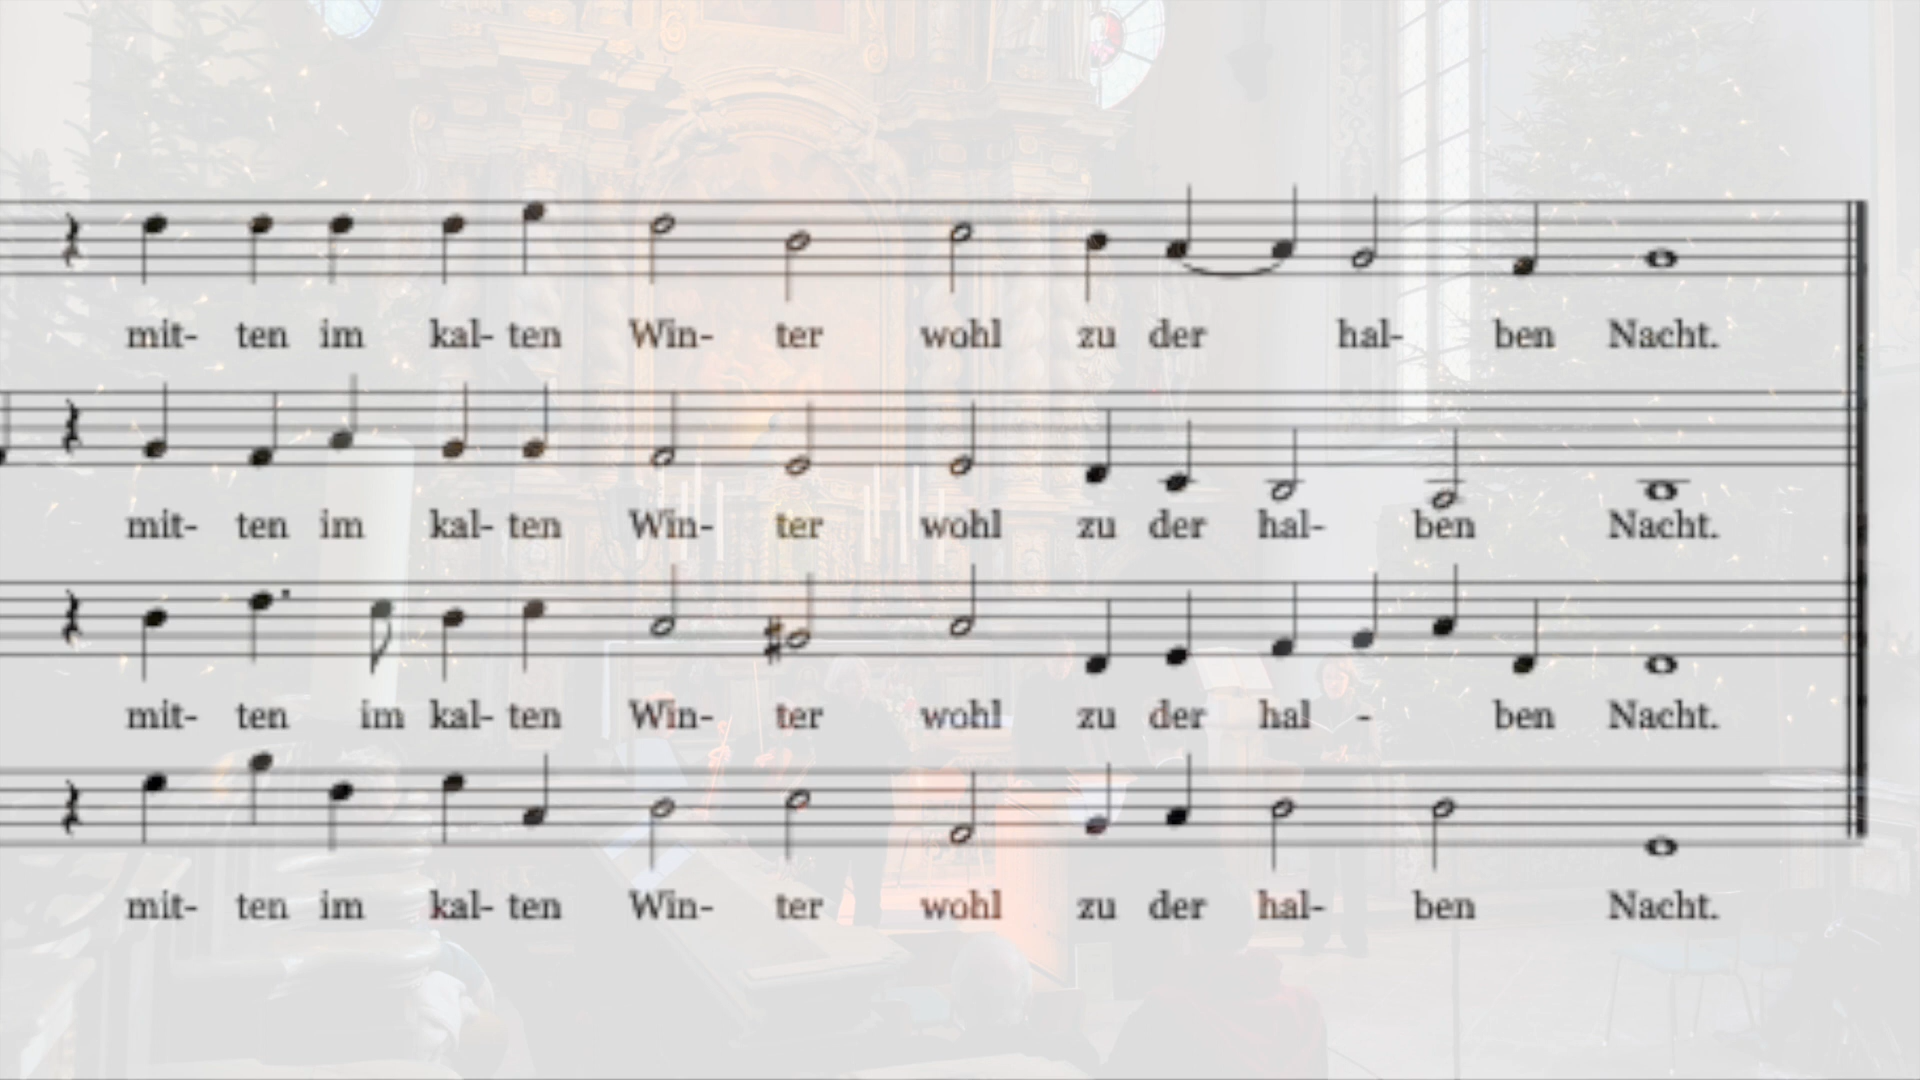 mit- ten im kal- ten Win- ter wohl zu der hal- ben Nacht.
mit- ten im kal- ten Win- ter wohl zu der hal- ben Nacht.
mit- ten im kal- ten Win- ter wohl zu der hal - ben Nacht.
mit- ten im kal- ten Win- ter wohl zu der hal- ben Nacht.